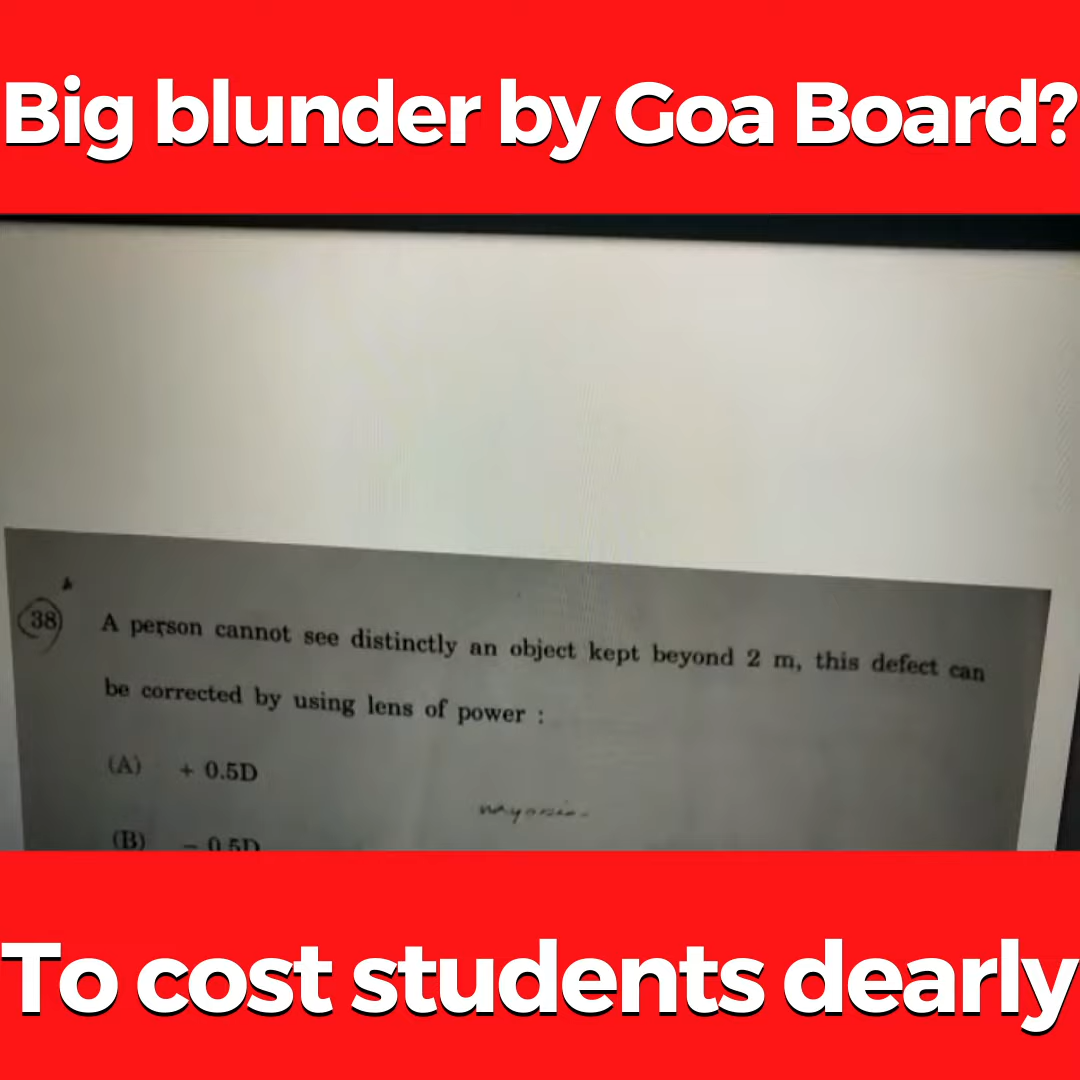 Big blunder by Goa Board?
38 A person cannot see distinctly an object kept beyond 2 m, this defect can
be corrected by using lens of power :
(A) + 0.5D
(B) – 0.5D
To cost students dearly